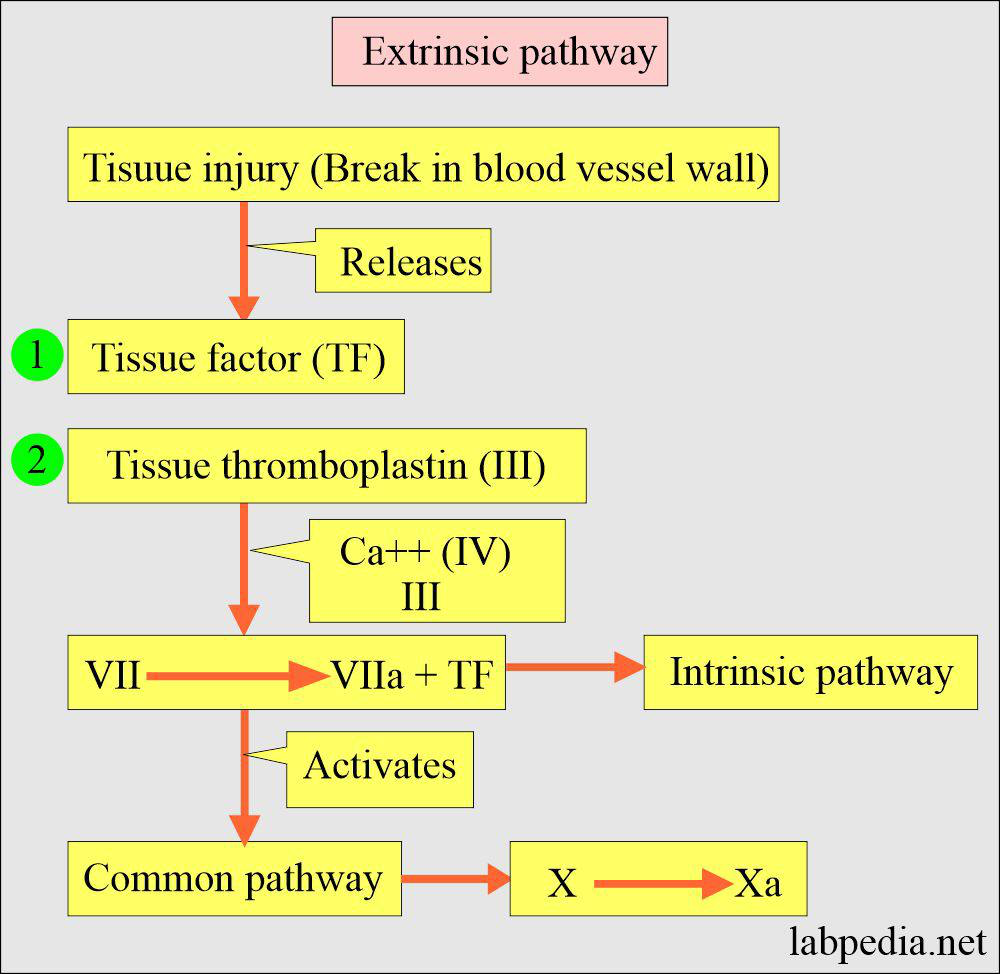 Extrinsic pathway
Tisuue injury (Break in blood vessel wall)
Releases
1
Tissue factor (TF)
2
Tissue thromboplastin (III)
Ca++ (IV)
III
VII VIIa + TF
Intrinsic pathway
Activates
Common pathway
X Xa
labpedia.net